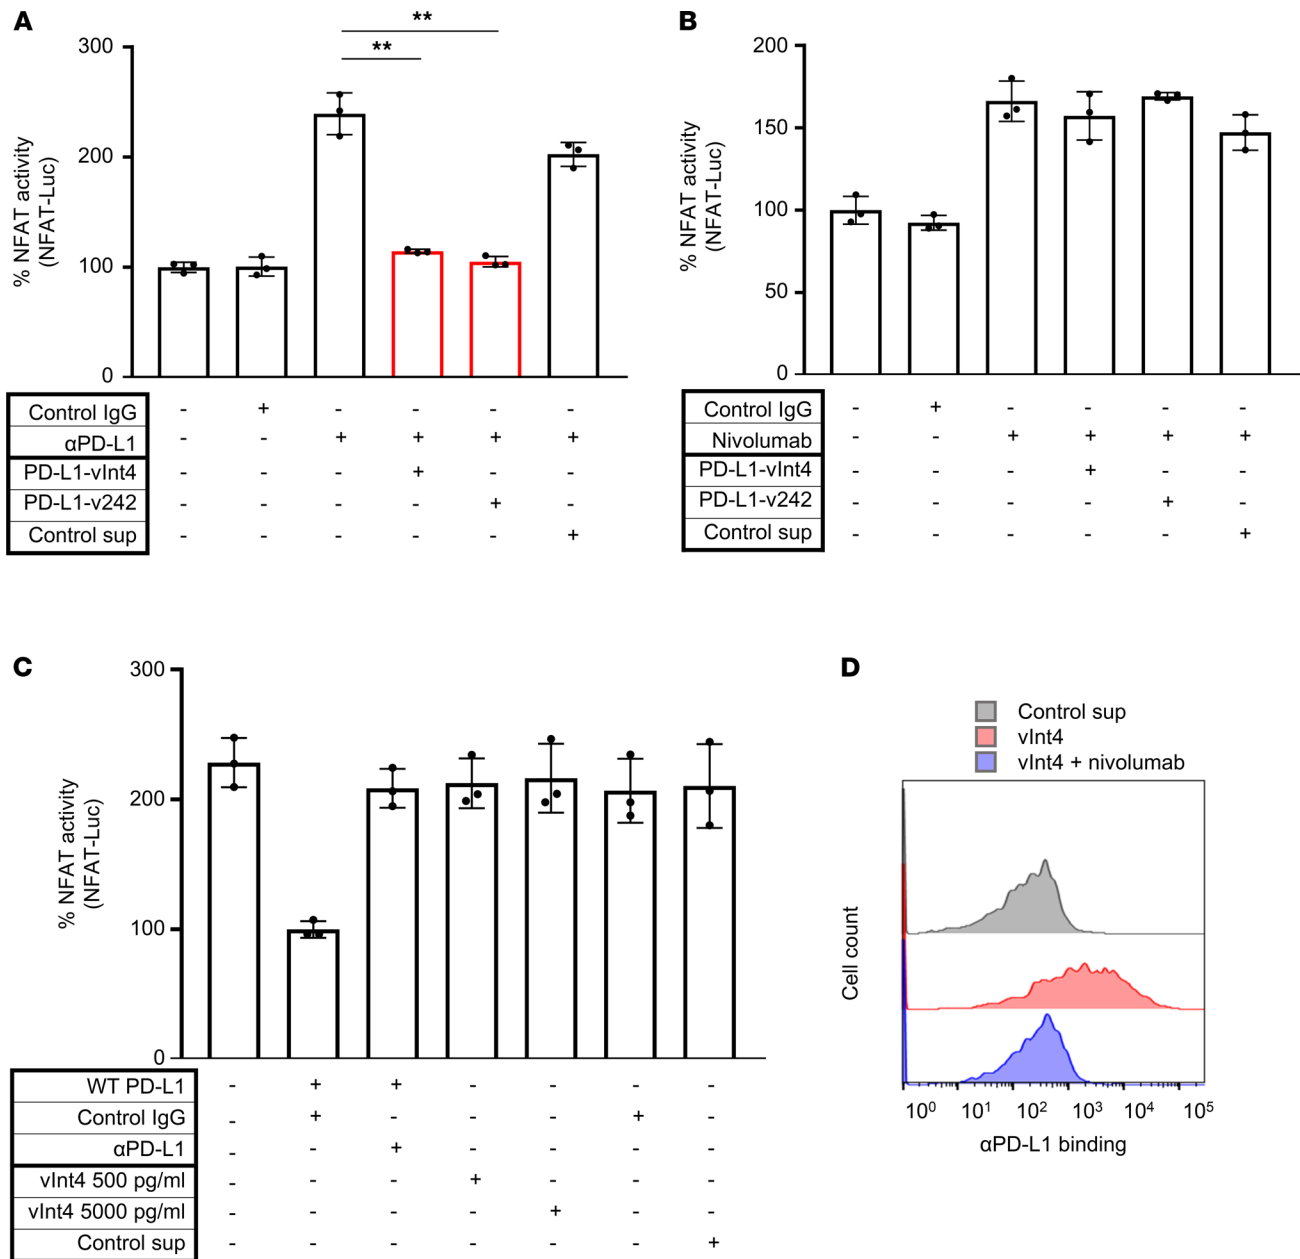 A
300
200
100
0
% NFAT activity
(NFAT-Luc)
**
**
Control IgG - + - - - -
αPD-L1 - - + + + +
PD-L1-vInt4 - - - + - -
PD-L1-v242 - - - - + -
Control sup - - - - - +
B
200
150
100
50
0
% NFAT activity
(NFAT-Luc)
Control IgG - + - - - -
Nivolumab - - + + + +
PD-L1-vInt4 - - - + - -
PD-L1-v242 - - - - + -
Control sup - - - - - +
C
300
200
100
0
% NFAT activity
(NFAT-Luc)
WT PD-L1 - + + - - - -
Control IgG - + - - - + -
αPD-L1 - - + - - - -
vInt4 500 pg/ml - - - + - - -
vInt4 5000 pg/ml - - - - + - -
Control sup - - - - - - +
D
Control sup
vInt4
vInt4 + nivolumab
Cell count
10⁰ 10¹ 10² 10³ 10⁴ 10⁵
αPD-L1 binding